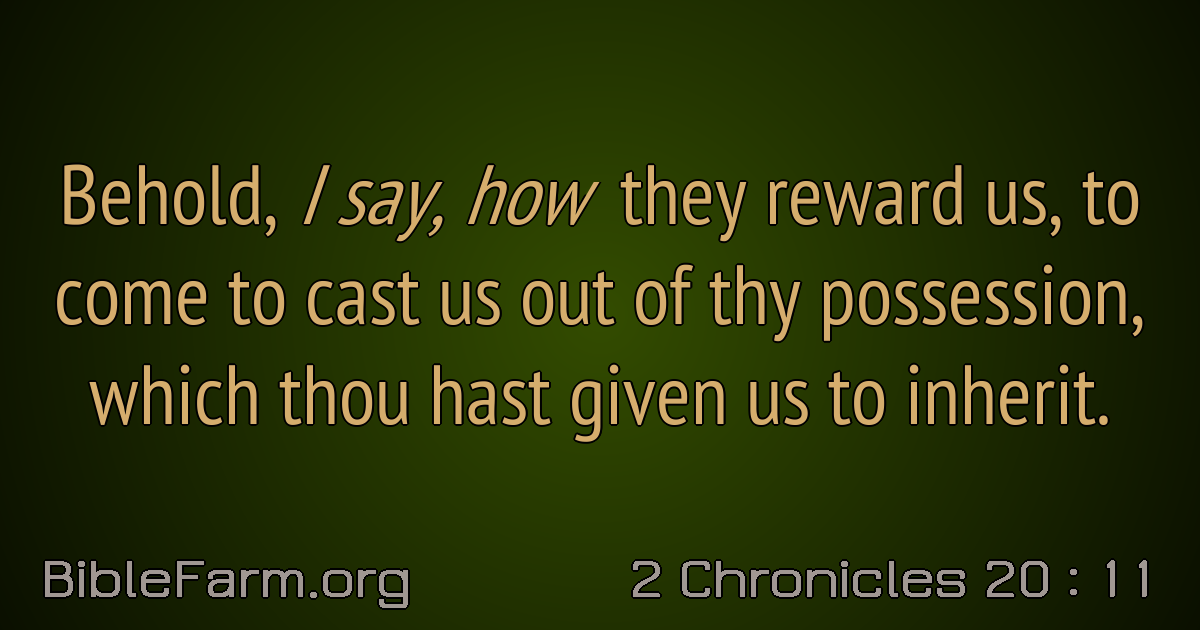 Behold, I say, how they reward us, to
come to cast us out of thy possession,
which thou hast given us to inherit.
BibleFarm.org
2 Chronicles 20 : 11